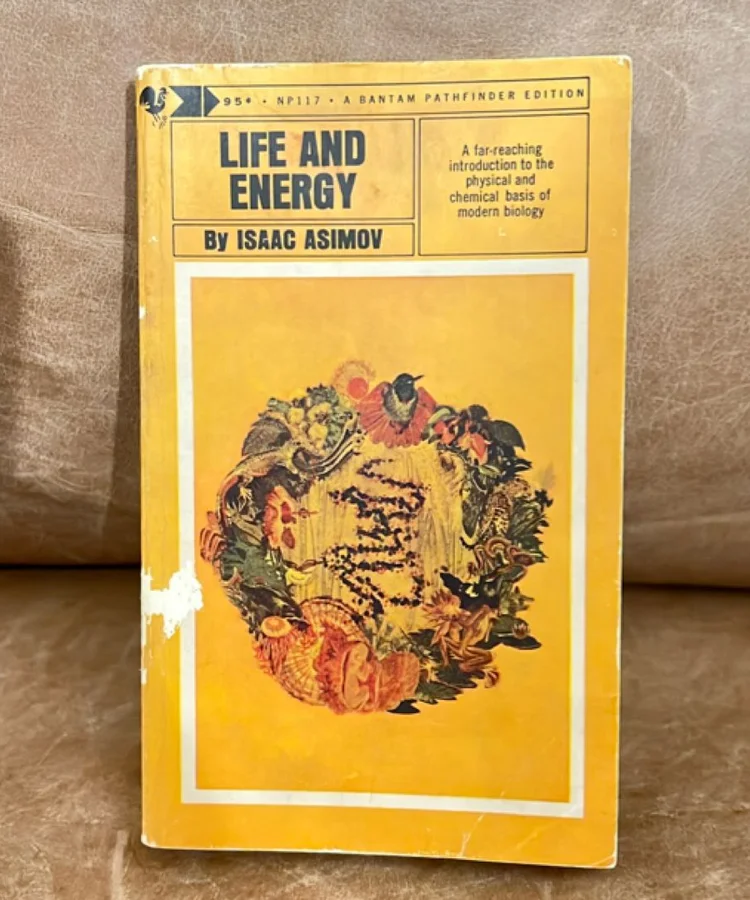 95¢ • NP117 • A BANTAM PATHFINDER EDITION
LIFE AND
ENERGY
By ISAAC ASIMOV
A far-reaching
introduction to the
physical and
chemical basis of
modern biology